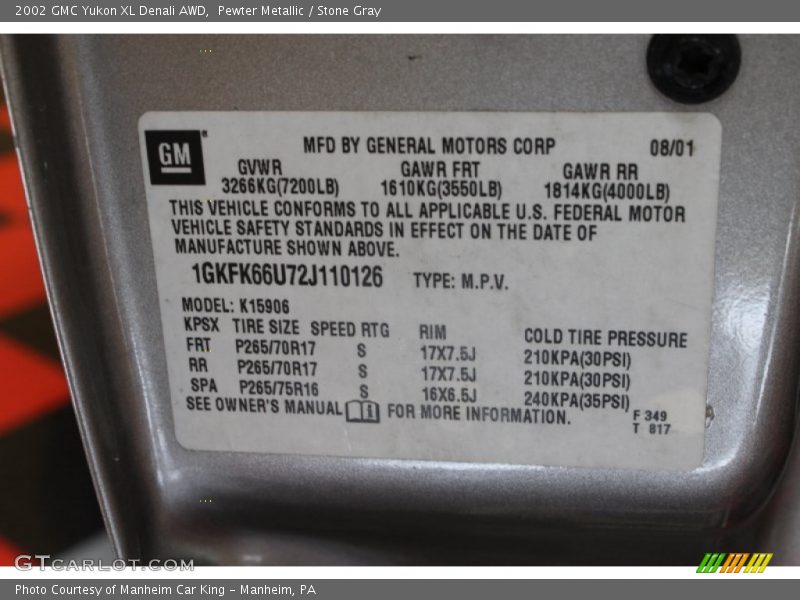 2002 GMC Yukon XL Denali AWD, Pewter Metallic / Stone Gray
GM
MFD BY GENERAL MOTORS CORP 08/01
GVWR GAWR FRT GAWR RR
3266KG(7200LB) 1610KG(3550LB) 1814KG(4000LB)
THIS VEHICLE CONFORMS TO ALL APPLICABLE U.S. FEDERAL MOTOR
VEHICLE SAFETY STANDARDS IN EFFECT ON THE DATE OF
MANUFACTURE SHOWN ABOVE.
1GKFK66U72J110126 TYPE: M.P.V.
MODEL: K15906
KPSX TIRE SIZE SPEED RTG RIM COLD TIRE PRESSURE
FRT P265/70R17 S 17X7.5J 210KPA(30PSI)
RR P265/70R17 S 17X7.5J 210KPA(30PSI)
SPA P265/75R16 S 16X6.5J 240KPA(35PSI)
SEE OWNER'S MANUAL FOR MORE INFORMATION.
F 349
T 817
GTCarLot.com
Photo Courtesy of Manheim Car King - Manheim, PA